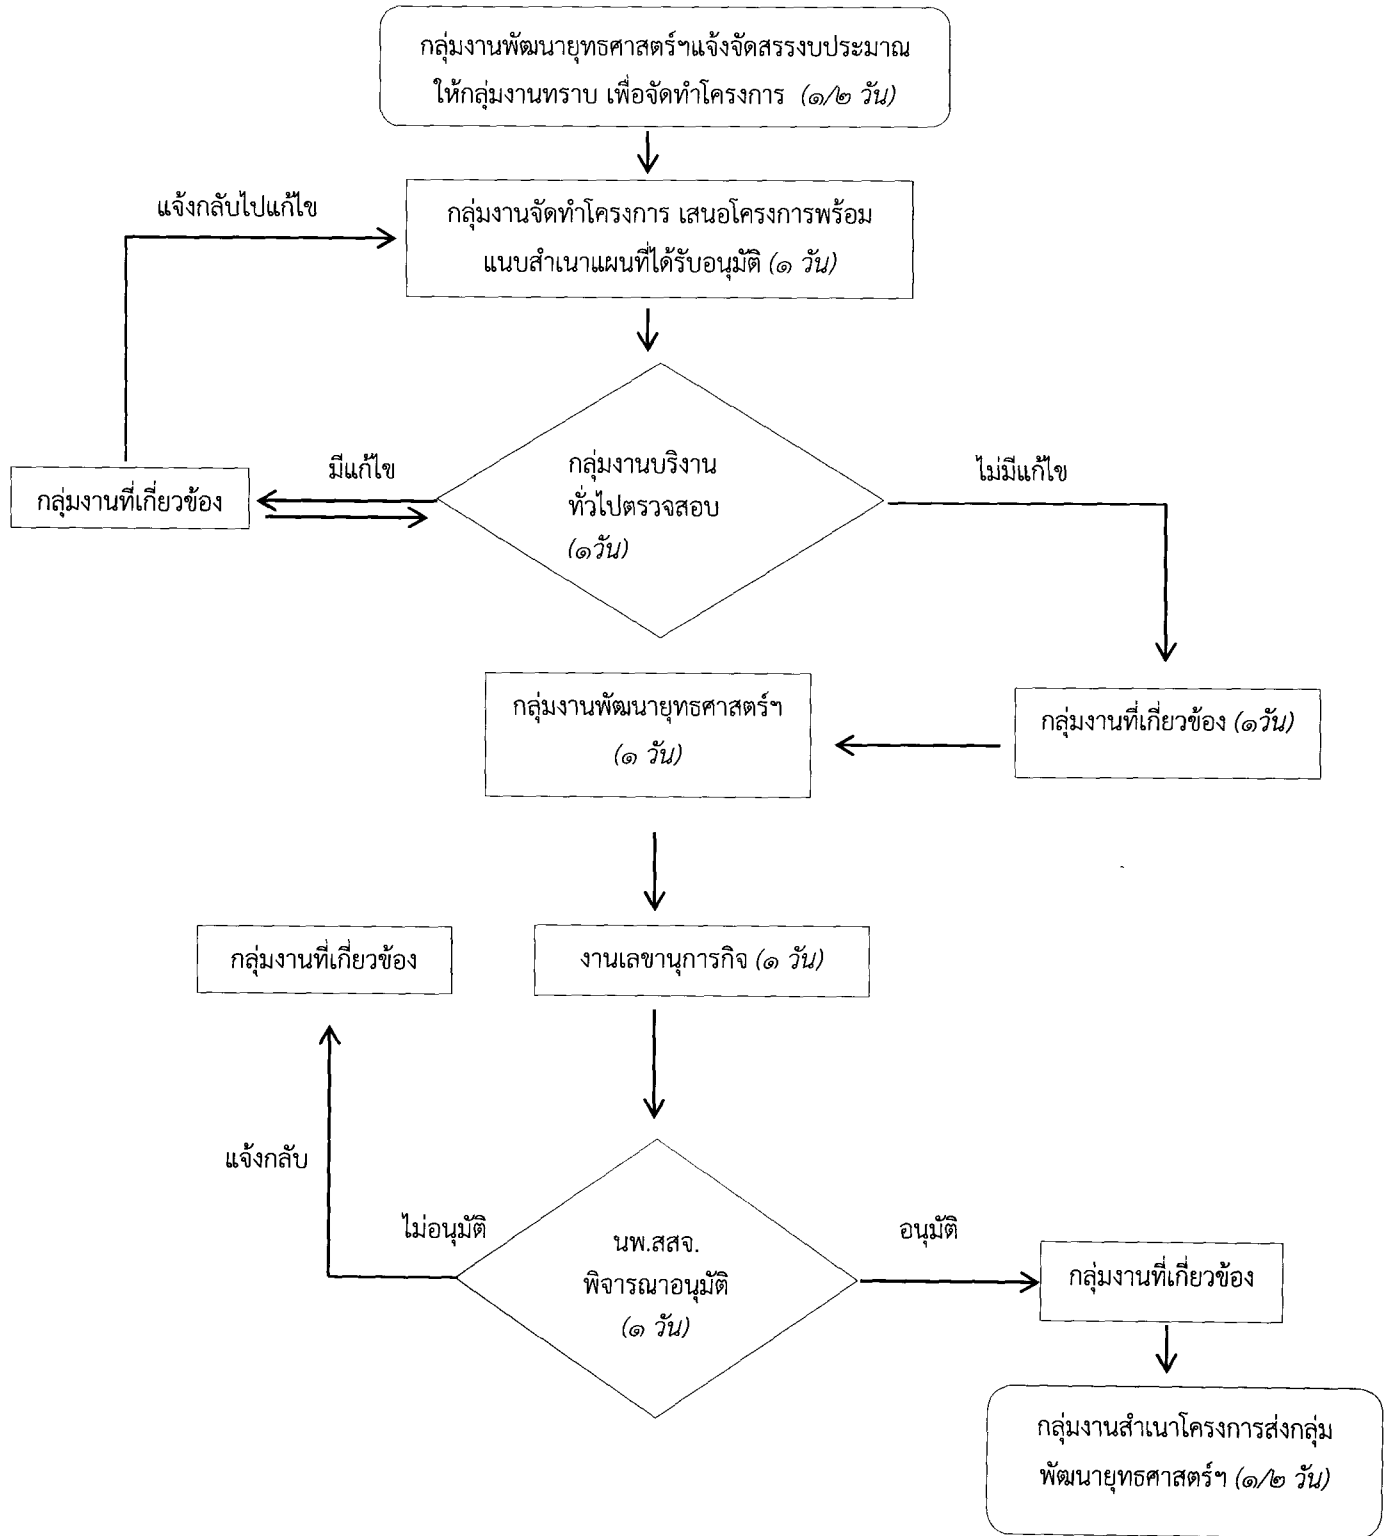 กลุ่มงานพัฒนายุทธศาสตร์ฯแจ้งจัดสรรงบประมาณ
ให้กลุ่มงานทราบ เพื่อจัดทำโครงการ (๑/๒ วัน)
แจ้งกลับไปแก้ไข
กลุ่มงานจัดทำโครงการ เสนอโครงการพร้อม
แนบสำเนาแผนที่ได้รับอนุมัติ (๑ วัน)
มีแก้ไข
กลุ่มงานบริงาน
ทั่วไปตรวจสอบ
(๑วัน)
ไม่มีแก้ไข
กลุ่มงานที่เกี่ยวข้อง
กลุ่มงานพัฒนายุทธศาสตร์ฯ
(๑ วัน)
กลุ่มงานที่เกี่ยวข้อง (๑วัน)
กลุ่มงานที่เกี่ยวข้อง
งานเลขานุการกิจ (๑ วัน)
แจ้งกลับ
ไม่อนุมัติ
นพ.สสจ.
พิจารณาอนุมัติ
(๑ วัน)
อนุมัติ
กลุ่มงานที่เกี่ยวข้อง
กลุ่มงานสำเนาโครงการส่งกลุ่ม
พัฒนายุทธศาสตร์ฯ (๑/๒ วัน)